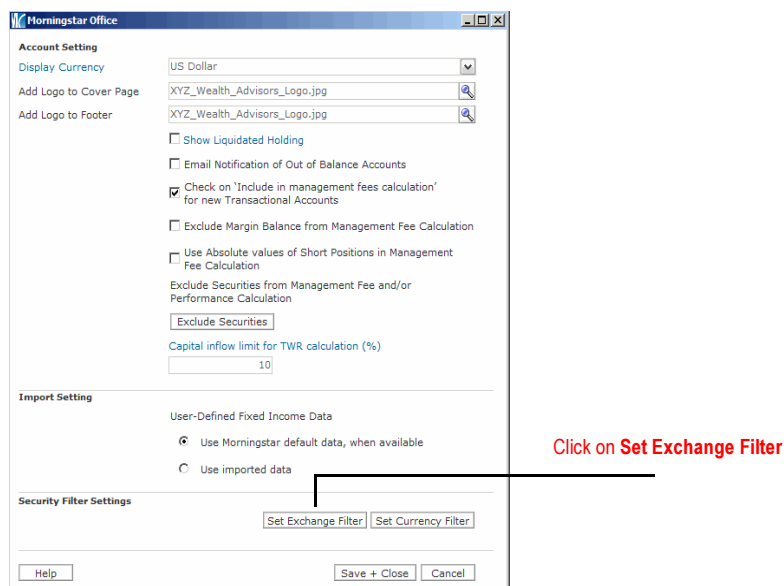 Morningstar Office
Account Setting
Display Currency
US Dollar
Add Logo to Cover Page
XYZ_Wealth_Advisors_Logo.jpg
Add Logo to Footer
XYZ_Wealth_Advisors_Logo.jpg
Show Liquidated Holding
Email Notification of Out of Balance Accounts
Check on 'Include in management fees calculation'
for new Transactional Accounts
Exclude Margin Balance from Management Fee Calculation
Use Absolute values of Short Positions in Management
Fee Calculation
Exclude Securities from Management Fee and/or
Performance Calculation
Exclude Securities
Capital inflow limit for TWR calculation (%)
10
Import Setting
User-Defined Fixed Income Data
Use Morningstar default data, when available
Click on Set Exchange Filter
Use imported data
Security Filter Settings
Set Exchange Filter
Set Currency Filter
Help
Save + Close
Cancel